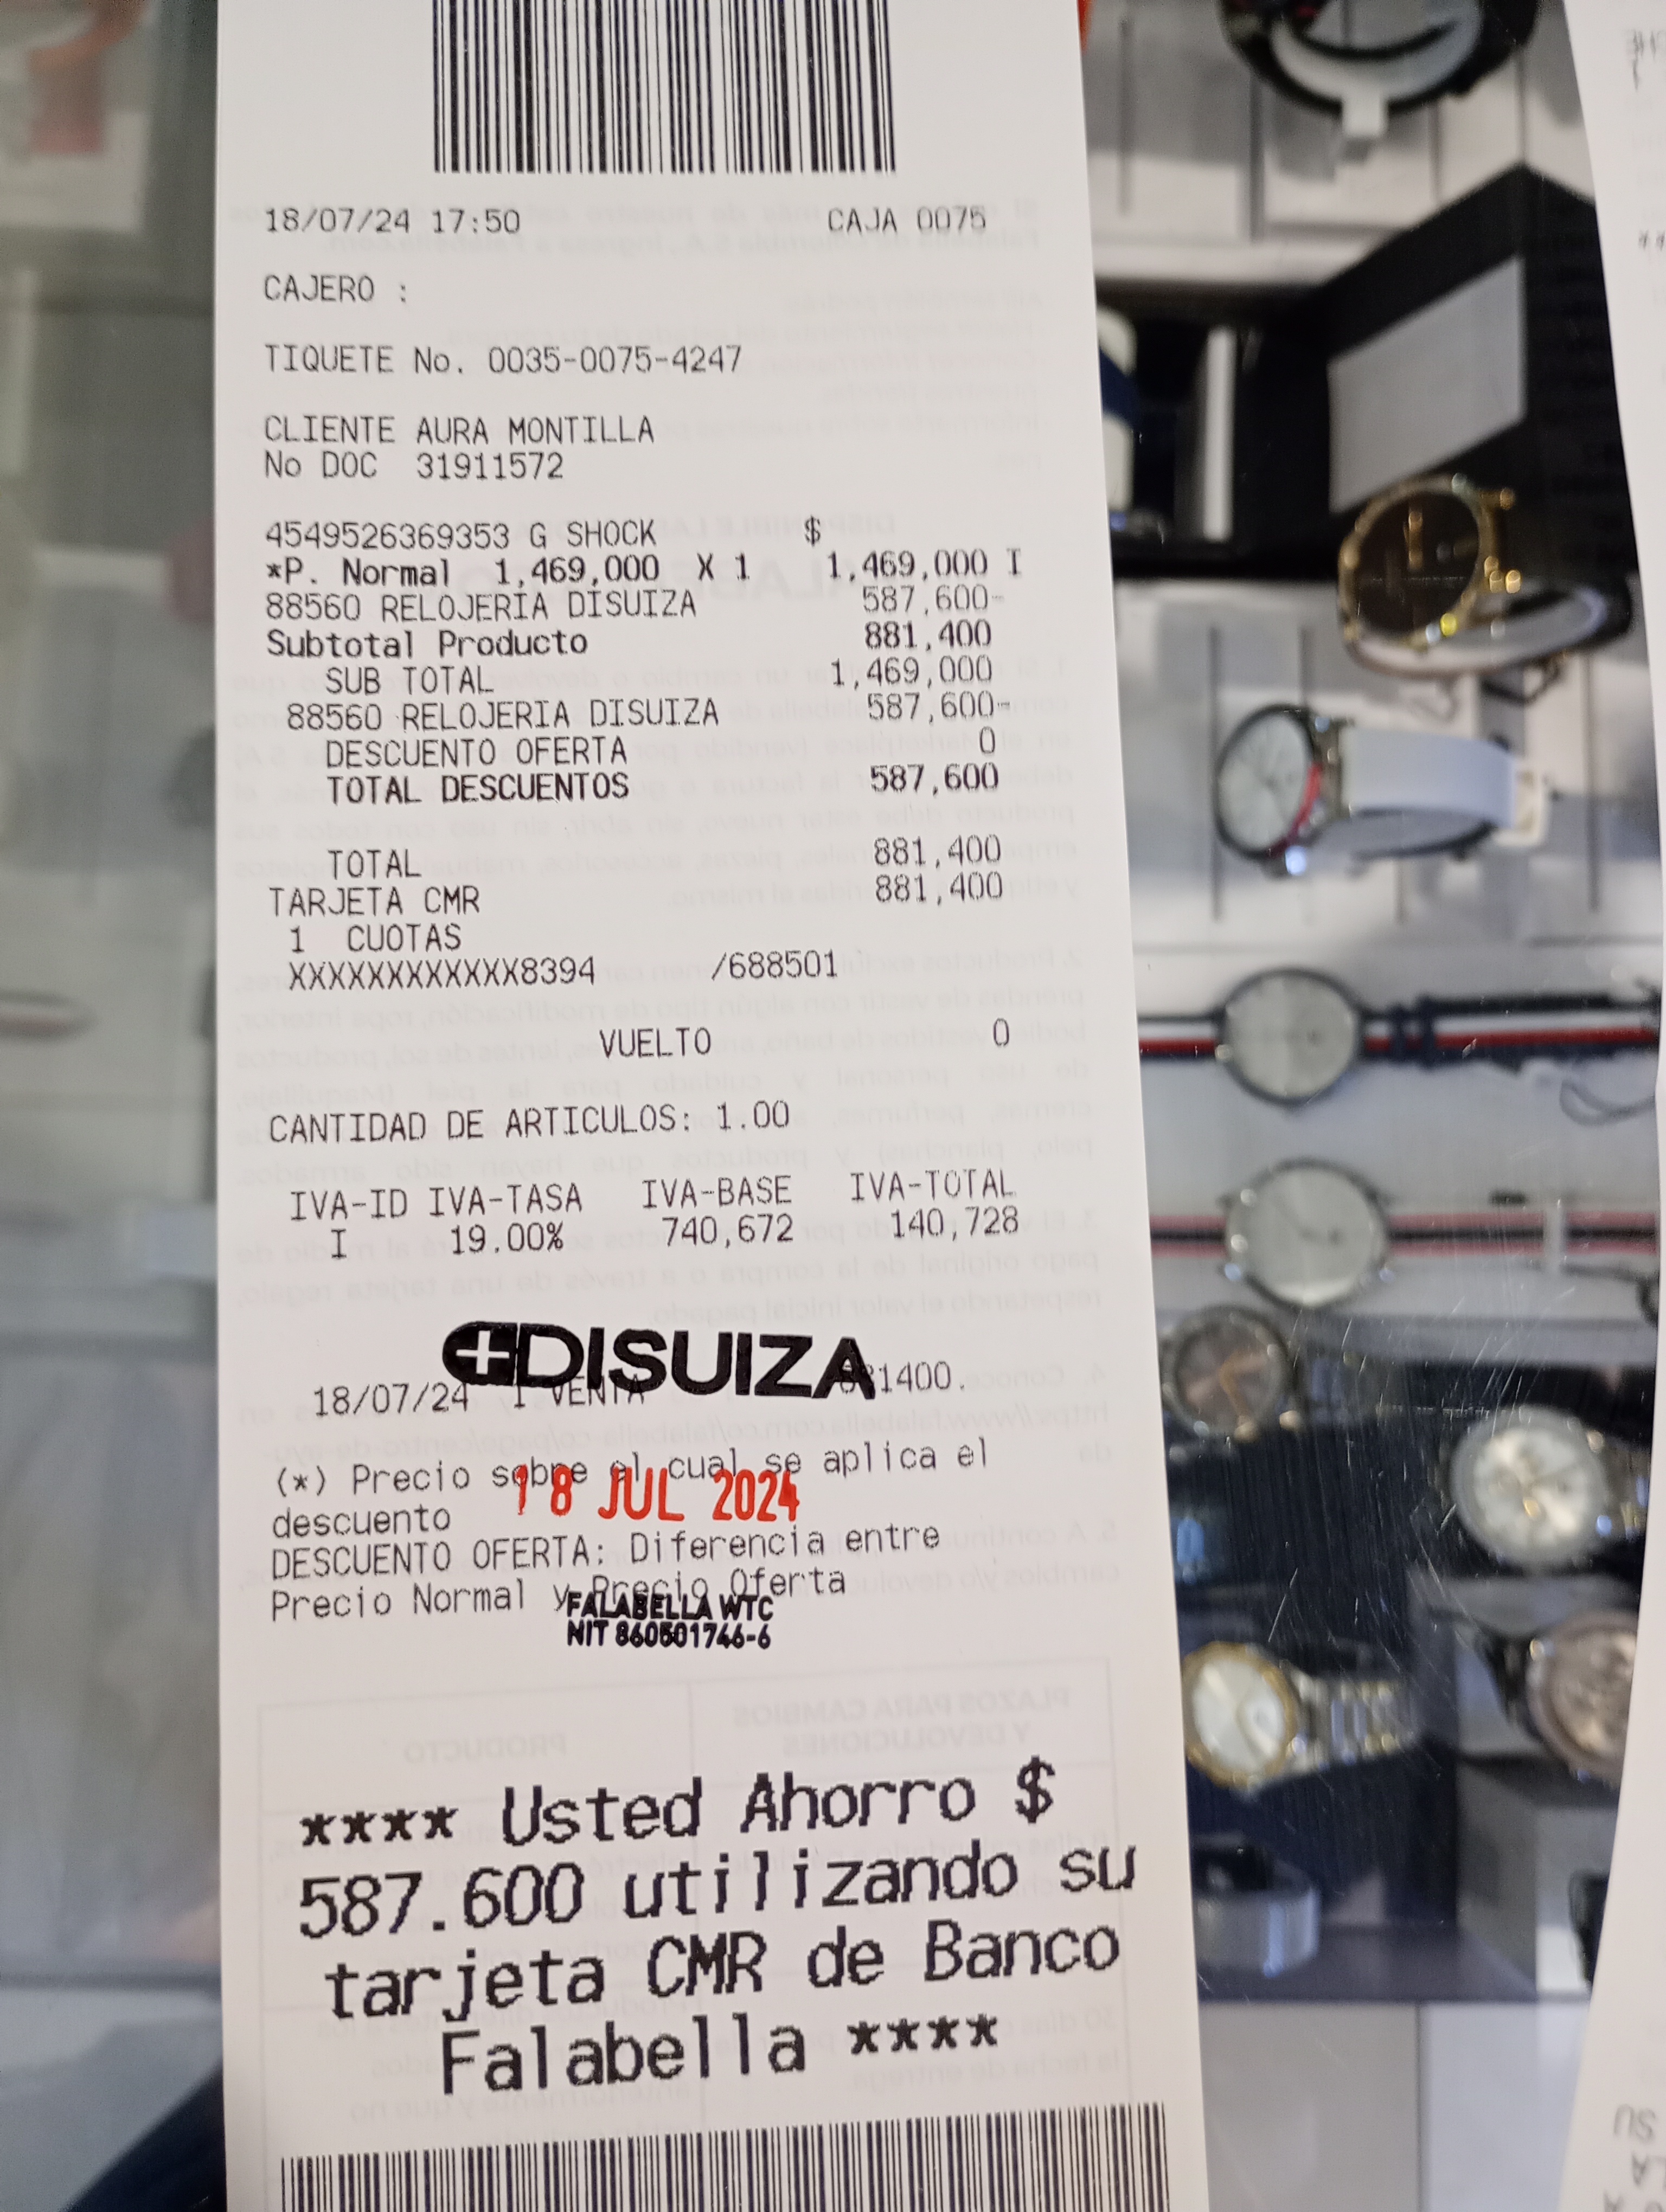 18/07/24 17:50 CAJA 0075
CAJERO :
TIQUETE No. 0035-0075-4247
CLIENTE AURA MONTILLA
No DOC 31911572
4549526369353 G SHOCK $
*P. Normal 1,469,000 X 1 1,469,000 I
88560 RELOJERIA DISUIZA 587,600-
Subtotal Producto 881,400
SUB TOTAL 1,469,000
88560 RELOJERIA DISUIZA 587,600-
DESCUENTO OFERTA 0
TOTAL DESCUENTOS 587,600
TOTAL 881,400
TARJETA CMR 881,400
1 CUOTAS
XXXXXXXXXXXX8394 /688501
VUELTO 0
CANTIDAD DE ARTICULOS: 1.00
IVA-ID IVA-TASA IVA-BASE IVA-TOTAL
I 19.00% 740,672 140,728
DISUIZA
18/07/24 1 VENTA 881400.
(*) Precio sobre el cual se aplica el
18 JUL 2024
descuento
DESCUENTO OFERTA: Diferencia entre
Precio Normal y Precio Oferta
FALABELLA WTC
NIT 860501746-6
**** Usted Ahorro $
587.600 utilizando su
tarjeta CMR de Banco
Falabella ****